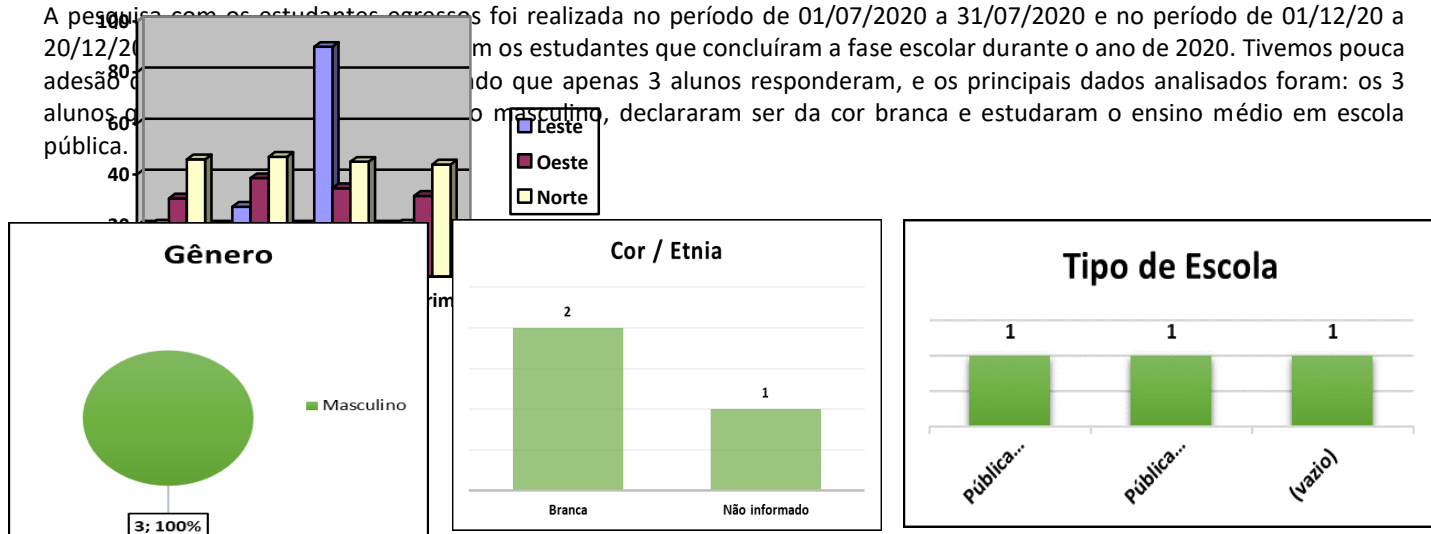 A pesquisa com os estudantes egressos foi realizada no período de 01/07/2020 a 31/07/2020 e no período de 01/12/20 a
20/12/20 m os estudantes que concluíram a fase escolar durante o ano de 2020. Tivemos pouca
adesão do que apenas 3 alunos responderam, e os principais dados analisados foram: os 3
alunos o masculino, declararam ser da cor branca e estudaram o ensino médio em escola
pública.
100
80
60
40
20
rim
Leste
Oeste
Norte
Gênero
Masculino
3; 100%
Cor / Etnia
2
1
Branca
Não informado
Tipo de Escola
1
1
1
Pública...
Pública...
(vazio)